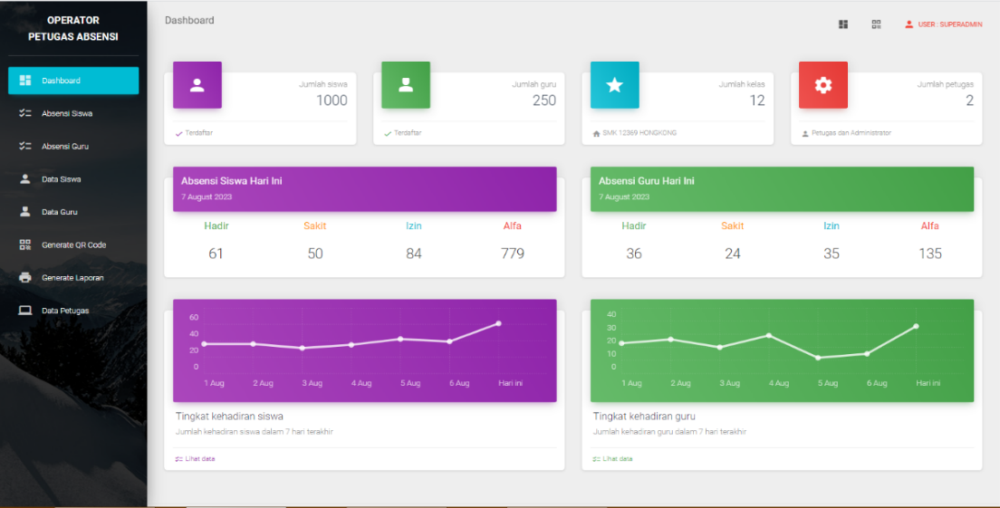 OPERATOR
PETUGAS ABSENSI
Dashboard
Absensi Siswa
Absensi Guru
Data Siswa
Data Guru
Generate QR Code
Generate Laporan
Data Petugas
Dashboard
USER : SUPERADMIN
Jumlah siswa
1000
Terdaftar
Jumlah guru
250
Terdaftar
Jumlah kelas
12
SMK 12369 HONGKONG
Jumlah petugas
2
Petugas dan Administrator
Absensi Siswa Hari Ini
7 August 2023
Hadir Sakit Izin Alfa
61 50 84 779
Absensi Guru Hari Ini
7 August 2023
Hadir Sakit Izin Alfa
36 24 35 135
60
40
20
0
1 Aug 2 Aug 3 Aug 4 Aug 5 Aug 6 Aug Hari ini
Tingkat kehadiran siswa
Jumlah kehadiran siswa dalam 7 hari terakhir
Lihat data
40
30
20
10
0
1 Aug 2 Aug 3 Aug 4 Aug 5 Aug 6 Aug Hari ini
Tingkat kehadiran guru
Jumlah kehadiran guru dalam 7 hari terakhir
Lihat data